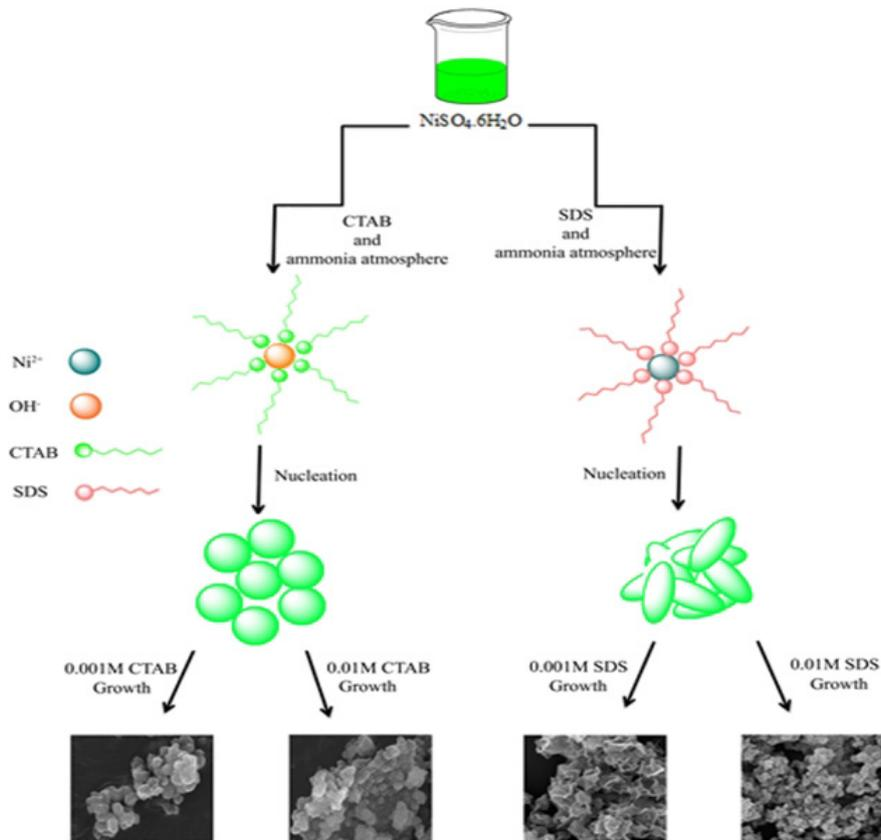 NiSO₄.6H₂O
CTAB
and
ammonia atmosphere
SDS
and
ammonia atmosphere
Ni²⁺
OH⁻
CTAB
SDS
Nucleation
Nucleation
0.001M CTAB
Growth
0.01M CTAB
Growth
0.001M SDS
Growth
0.01M SDS
Growth